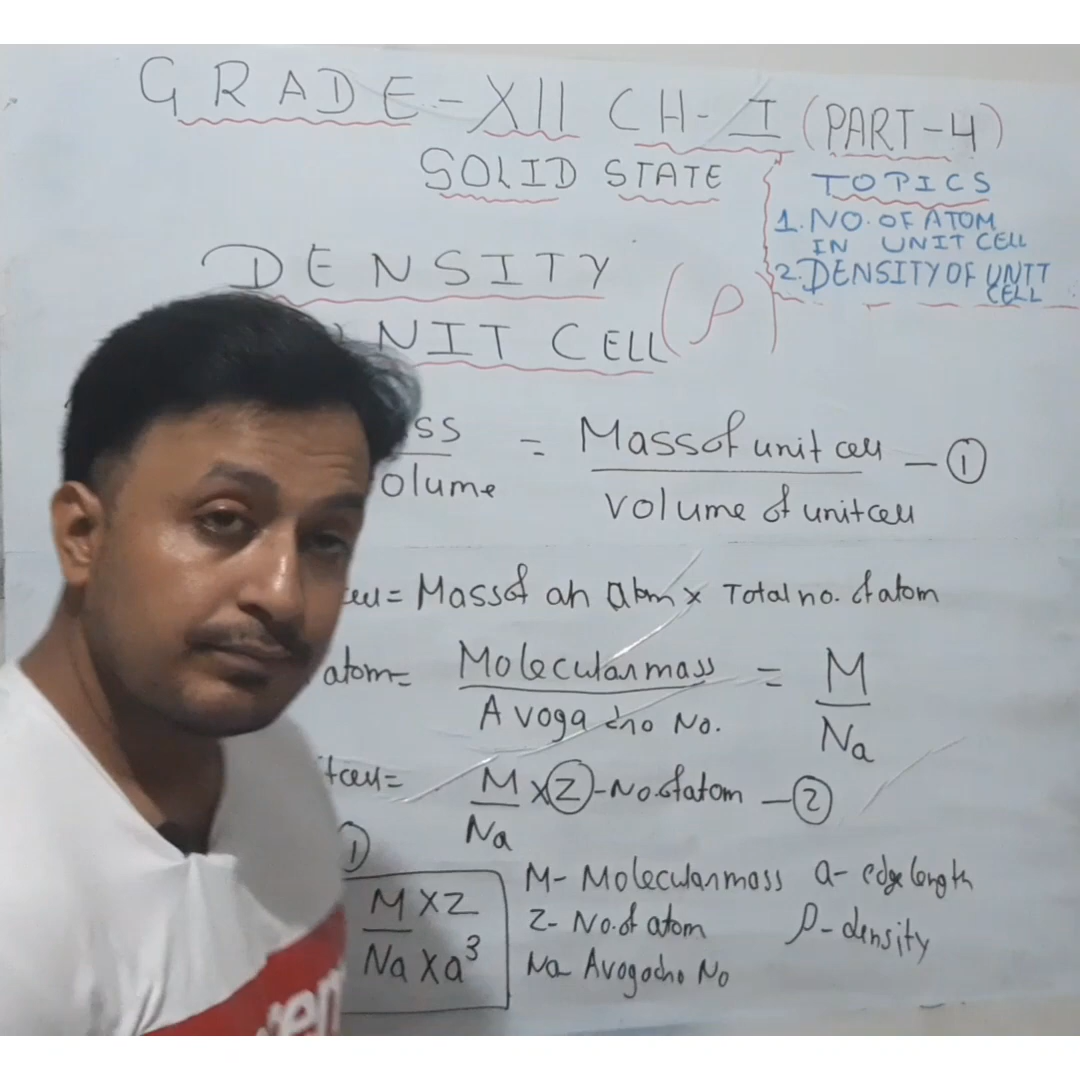 GRADE-XII CH-I (PART-4)
SOLID STATE
TOPICS
1. NO. OF ATOM
IN UNIT CELL
2. DENSITY OF UNIT
CELL
DENSITY
NIT CELL (ρ)
ss = Mass of unit cell — ①
olume volume of unit cell
cell = Mass of an atom x Total no. of atom
atom = Molecular mass = M
Avogadro No. Na
t cell = M x Ⓩ - No. of atom — ②
Na
①
M x Z
Na x a³
M- Molecular mass a- edge length
Z- No. of atom ρ- density
Na Avogadro No